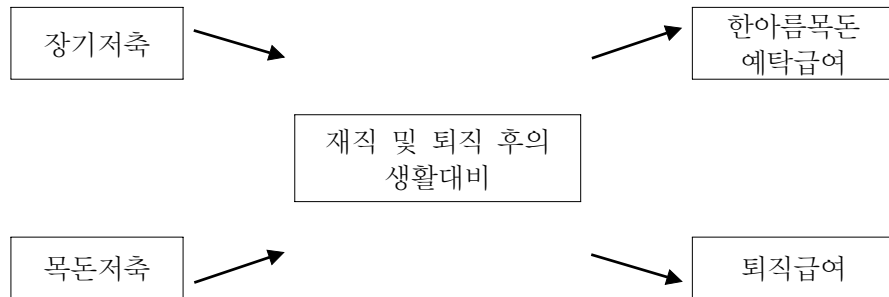 장기저축
한아름목돈
예탁급여
재직 및 퇴직 후의
생활대비
목돈저축
퇴직급여